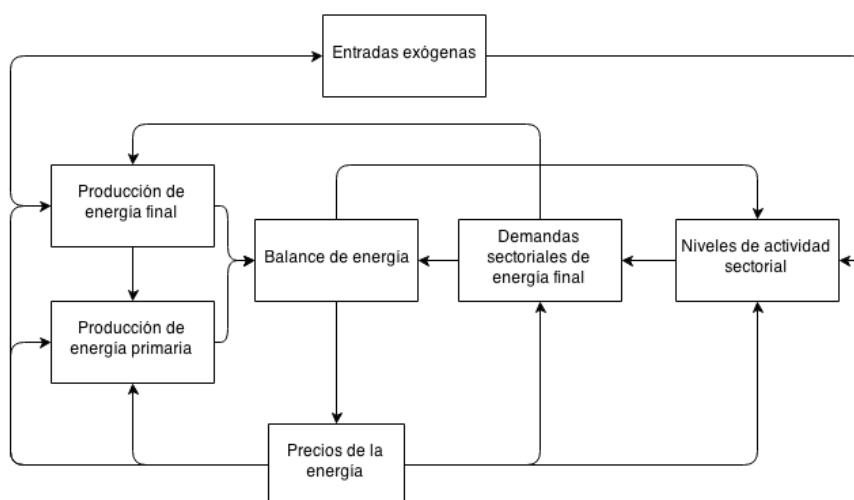 Entradas exógenas
Producción de
energía final
Balance de energía
Demandas
sectoriales de
energía final
Niveles de actividad
sectorial
Producción de
energía primaria
Precios de la
energía